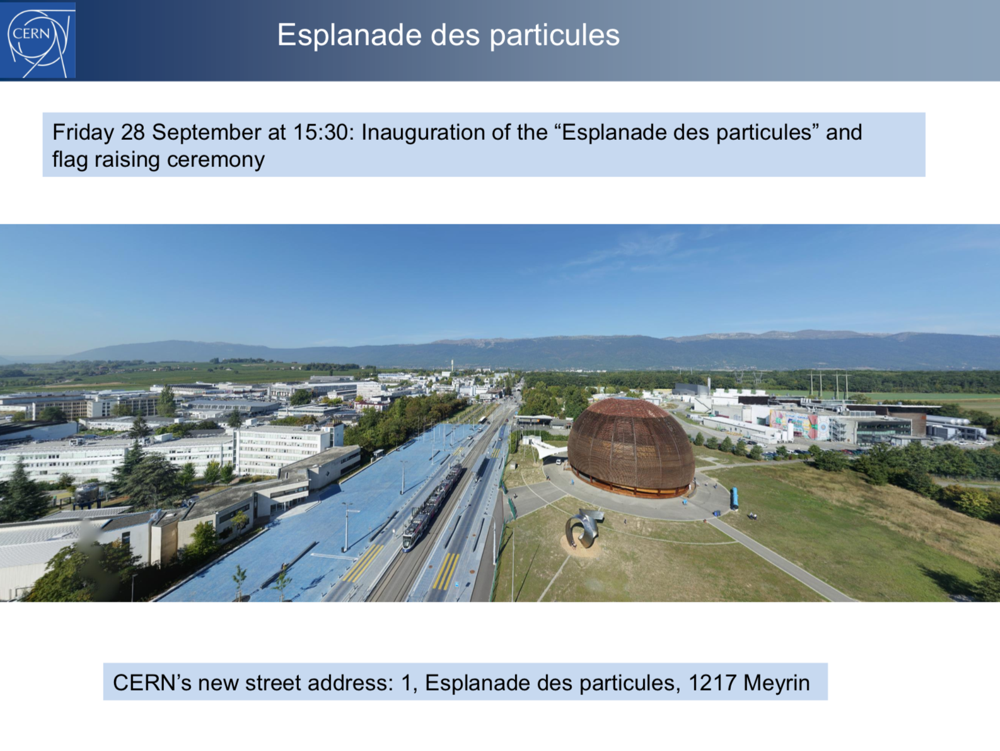 CERN
Esplanade des particules
Friday 28 September at 15:30: Inauguration of the “Esplanade des particules” and
flag raising ceremony
CERN’s new street address: 1, Esplanade des particules, 1217 Meyrin